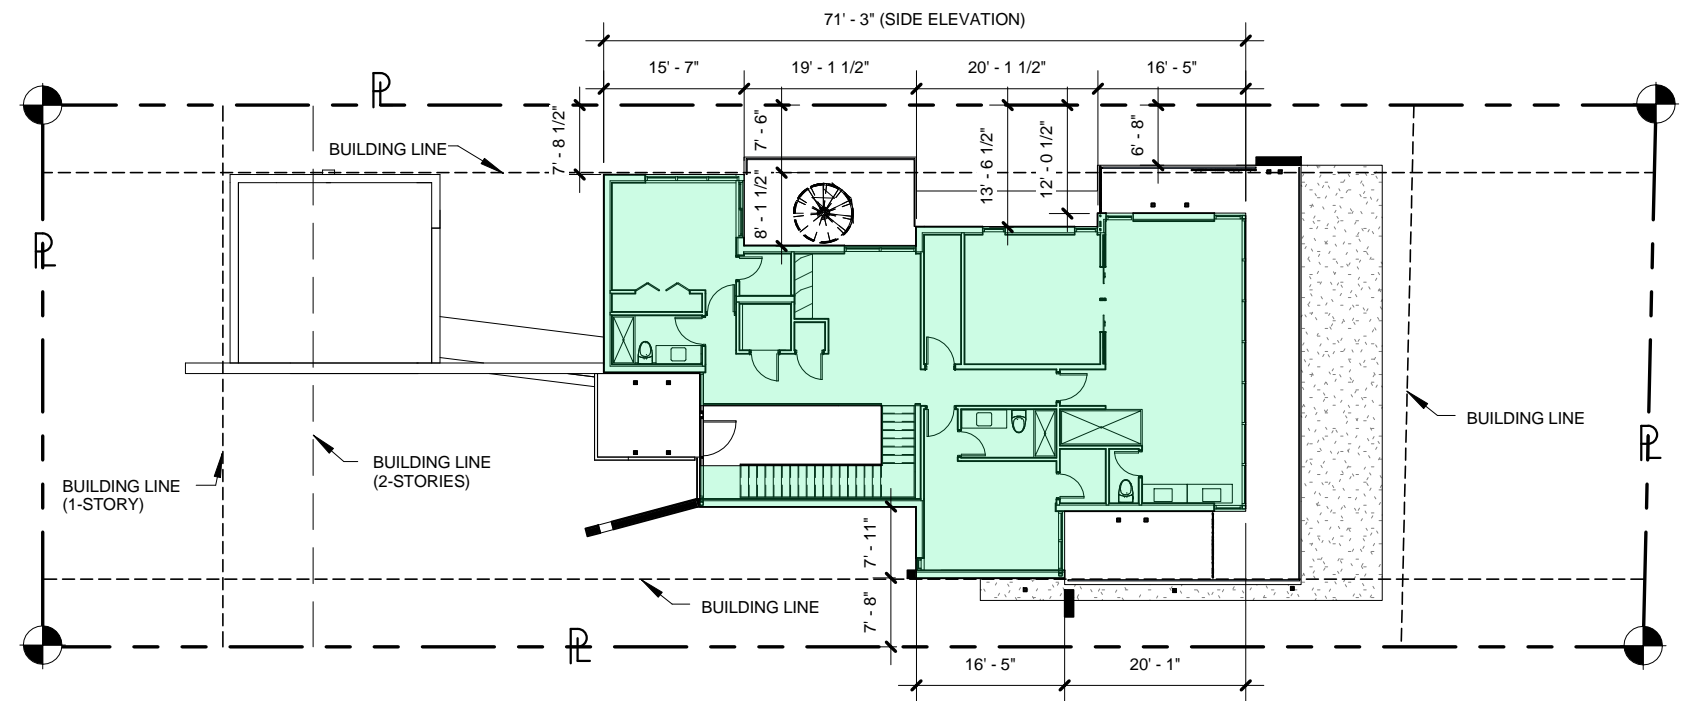 71' - 3" (SIDE ELEVATION)
15' - 7"
19' - 1 1/2"
20' - 1 1/2"
16' - 5"
PL
7' - 8 1/2"
7' - 6"
8' - 1 1/2"
13' - 6 1/2"
12' - 0 1/2"
6' - 8"
BUILDING LINE
PL
BUILDING LINE
PL
BUILDING LINE
(2-STORIES)
BUILDING LINE
(1-STORY)
7' - 11"
7' - 8"
BUILDING LINE
PL
16' - 5"
20' - 1"